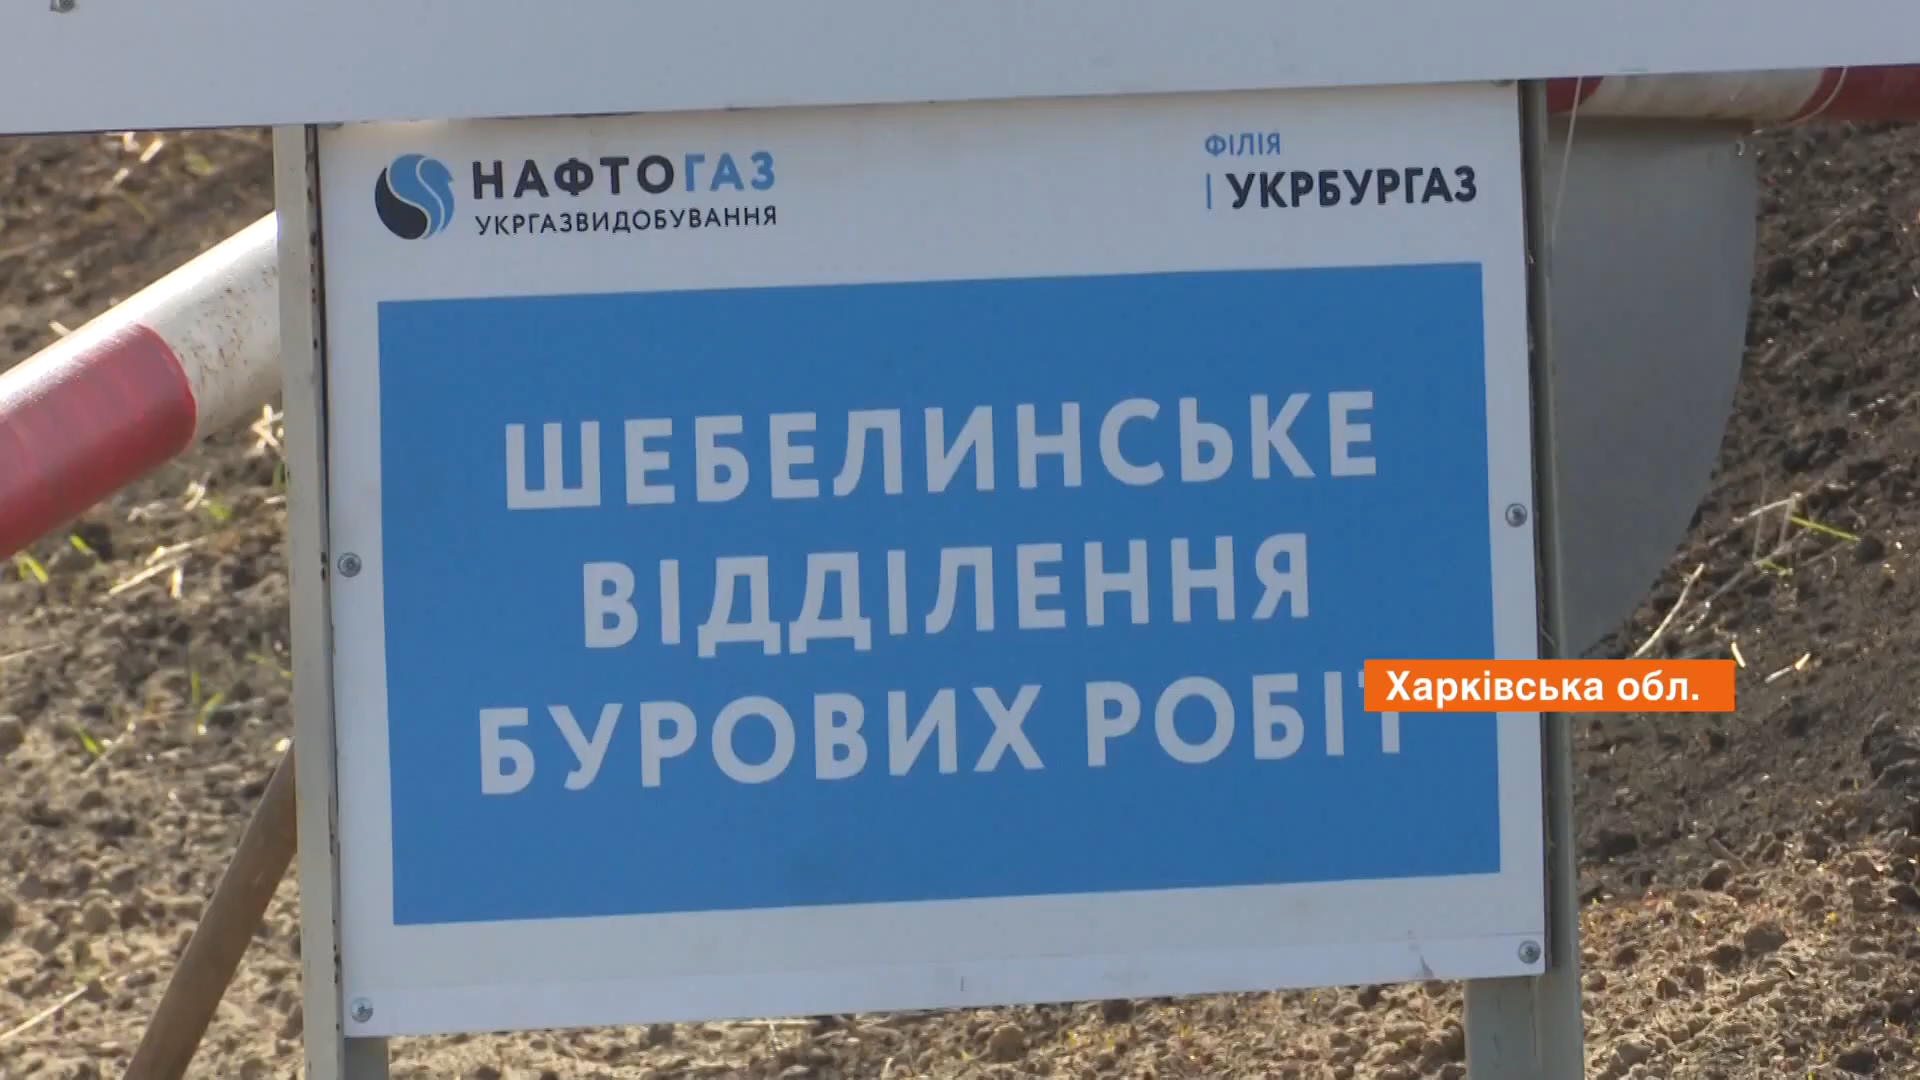 НАФТОГАЗ
УКРГАЗВИДОБУВАННЯ
ФІЛІЯ
УКРБУРГАЗ
ШЕБЕЛИНСЬКЕ
ВІДДІЛЕННЯ
БУРОВИХ РОБІТ
Харківська обл.